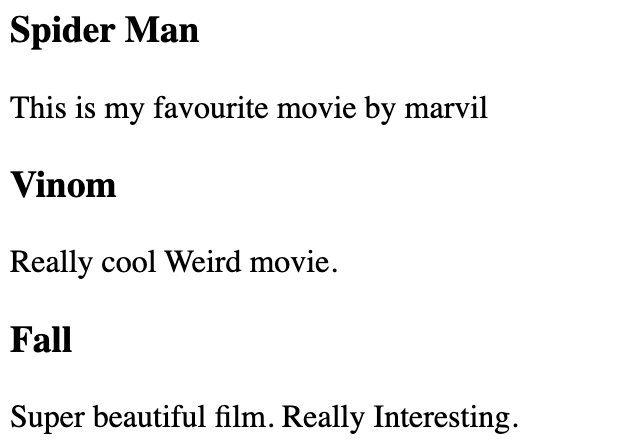 Spider Man
This is my favourite movie by marvil
Vinom
Really cool Weird movie.
Fall
Super beautiful film. Really Interesting.